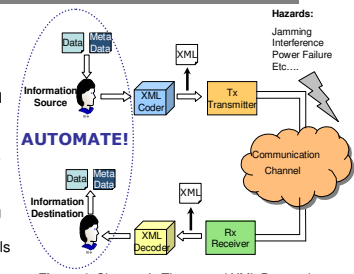 Hazards:
Jamming
Interference
Power Failure
Etc....
Data
Meta
Data
XML
Information
Source
XML
Coder
Tx
Transmitter
AUTOMATE!
Communication
Channel
Data
Meta
Data
XML
Information
Destination
XML
Decoder
Rx
Receiver